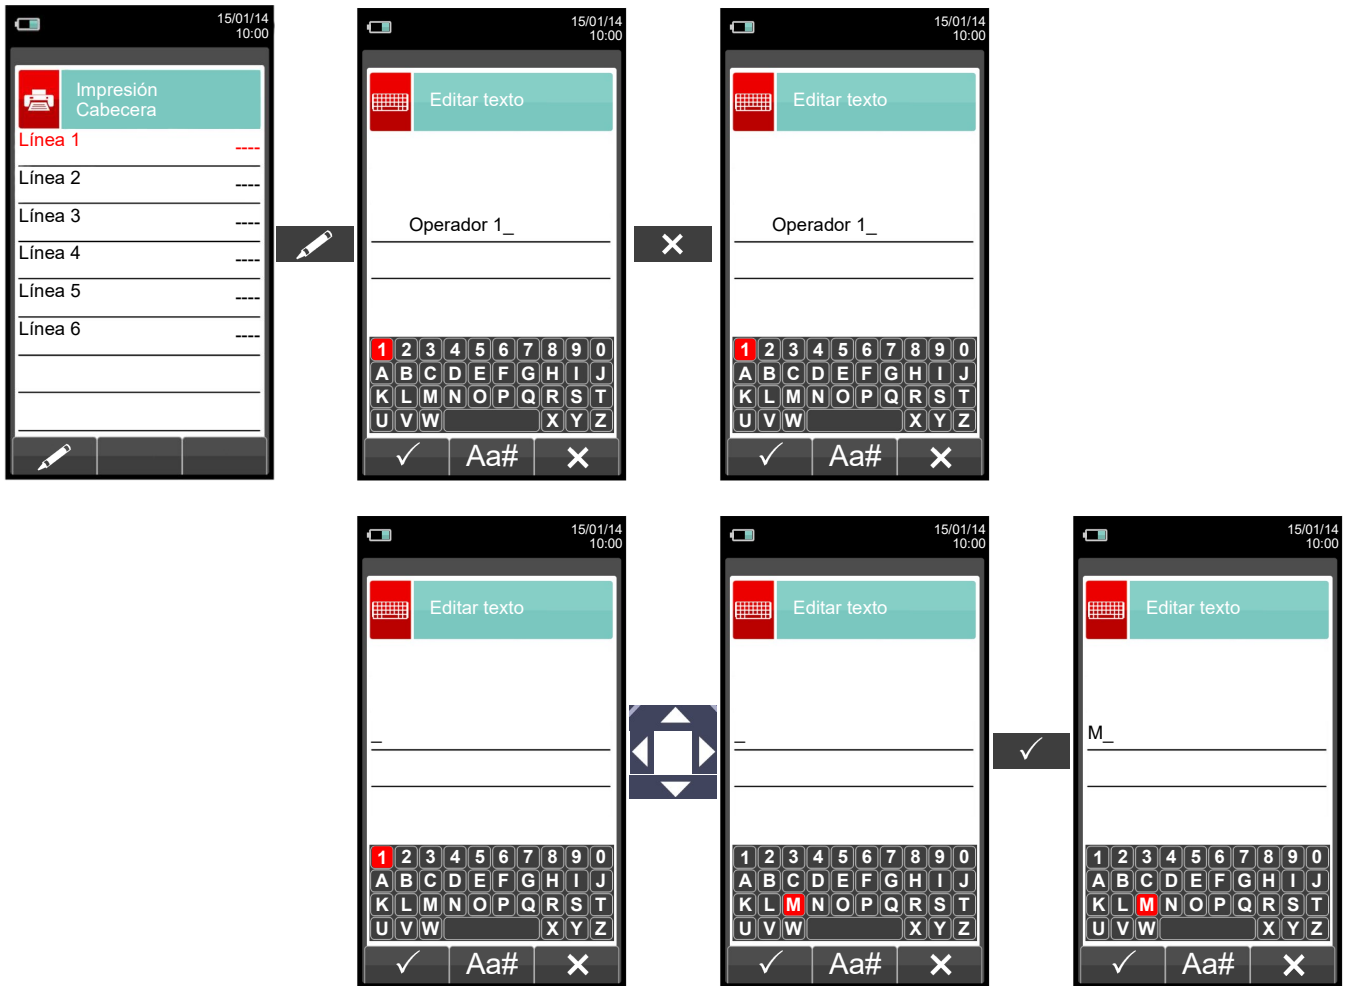 15/01/14
10:00
Impresión
Cabecera
Línea 1 ----
Línea 2 ----
Línea 3 ----
Línea 4 ----
Línea 5 ----
Línea 6 ----
15/01/14
10:00
Editar texto
Operador 1_
1 2 3 4 5 6 7 8 9 0
A B C D E F G H I J
K L M N O P Q R S T
U V W X Y Z
Aa#
15/01/14
10:00
Editar texto
Operador 1_
1 2 3 4 5 6 7 8 9 0
A B C D E F G H I J
K L M N O P Q R S T
U V W X Y Z
Aa#
15/01/14
10:00
Editar texto
_
1 2 3 4 5 6 7 8 9 0
A B C D E F G H I J
K L M N O P Q R S T
U V W X Y Z
Aa#
15/01/14
10:00
Editar texto
_
1 2 3 4 5 6 7 8 9 0
A B C D E F G H I J
K L M N O P Q R S T
U V W X Y Z
Aa#
15/01/14
10:00
Editar texto
M_
1 2 3 4 5 6 7 8 9 0
A B C D E F G H I J
K L M N O P Q R S T
U V W X Y Z
Aa#